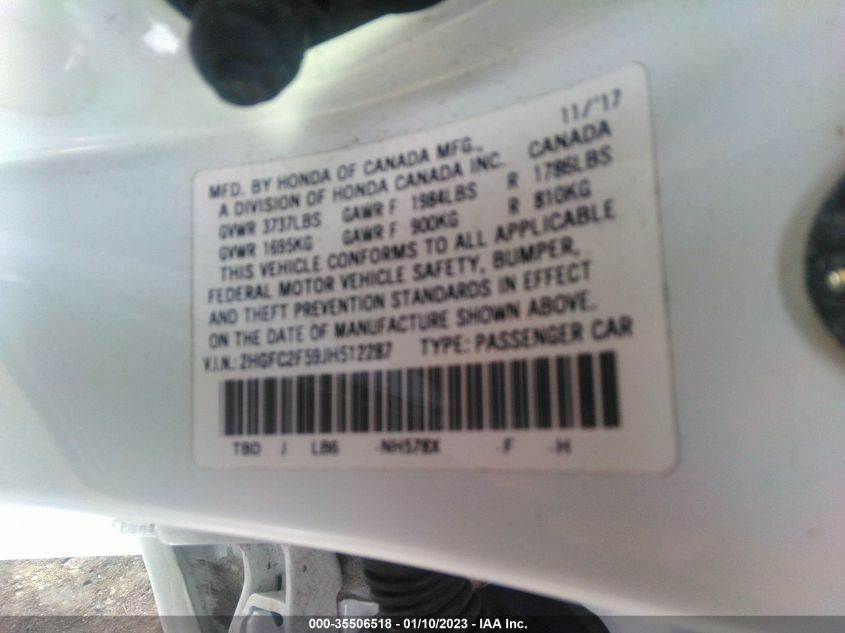 11/'17
MFD. BY HONDA OF CANADA MFG.,
A DIVISION OF HONDA CANADA INC. CANADA
GVWR 3737LBS GAWR F 1984LBS R 1786LBS
GVWR 1695KG GAWR F 900KG R 810KG
THIS VEHICLE CONFORMS TO ALL APPLICABLE
FEDERAL MOTOR VEHICLE SAFETY, BUMPER,
AND THEFT PREVENTION STANDARDS IN EFFECT
ON THE DATE OF MANUFACTURE SHOWN ABOVE.
V.I.N.: 2HGFC2F59JH512287 TYPE: PASSENGER CAR
TBD J LB6 -NH578X -F -H
000-35506518 - 01/10/2023 - IAA Inc.